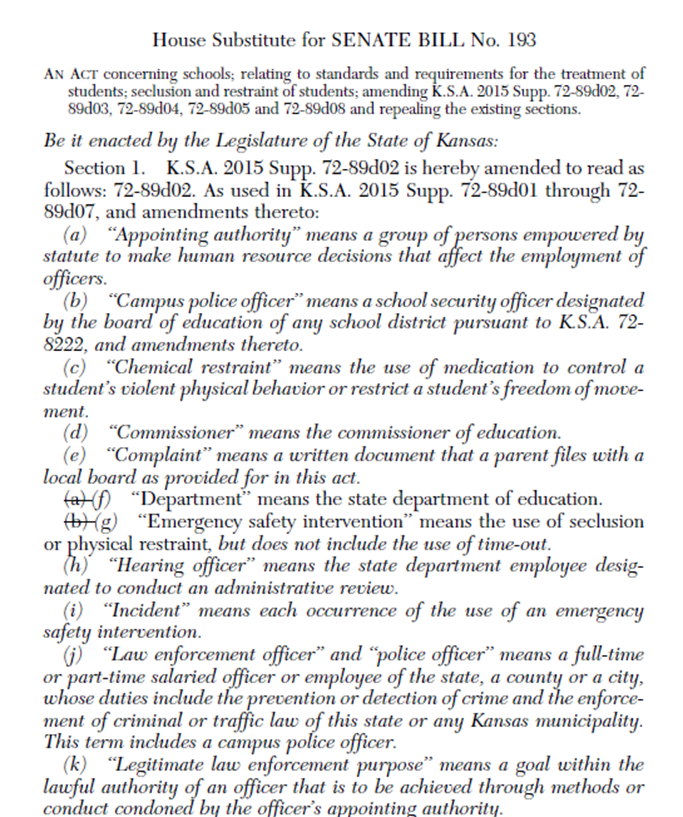 House Substitute for SENATE BILL No. 193
AN ACT concerning schools; relating to standards and requirements for the treatment of
students; seclusion and restraint of students; amending K.S.A. 2015 Supp. 72-89d02, 72-
89d03, 72-89d04, 72-89d05 and 72-89d08 and repealing the existing sections.
Be it enacted by the Legislature of the State of Kansas:
Section 1. K.S.A. 2015 Supp. 72-89d02 is hereby amended to read as
follows: 72-89d02. As used in K.S.A. 2015 Supp. 72-89d01 through 72-
89d07, and amendments thereto:
(a) “Appointing authority” means a group of persons empowered by
statute to make human resource decisions that affect the employment of
officers.
(b) “Campus police officer” means a school security officer designated
by the board of education of any school district pursuant to K.S.A. 72-
8222, and amendments thereto.
(c) “Chemical restraint” means the use of medication to control a
student’s violent physical behavior or restrict a student’s freedom of move-
ment.
(d) “Commissioner” means the commissioner of education.
(e) “Complaint” means a written document that a parent files with a
local board as provided for in this act.
(a) (f) “Department” means the state department of education.
(b) (g) “Emergency safety intervention” means the use of seclusion
or physical restraint, but does not include the use of time-out.
(h) “Hearing officer” means the state department employee desig-
nated to conduct an administrative review.
(i) “Incident” means each occurrence of the use of an emergency
safety intervention.
(j) “Law enforcement officer” and “police officer” means a full-time
or part-time salaried officer or employee of the state, a county or a city,
whose duties include the prevention or detection of crime and the enforce-
ment of criminal or traffic law of this state or any Kansas municipality.
This term includes a campus police officer.
(k) “Legitimate law enforcement purpose” means a goal within the
lawful authority of an officer that is to be achieved through methods or
conduct condoned by the officer’s appointing authority.